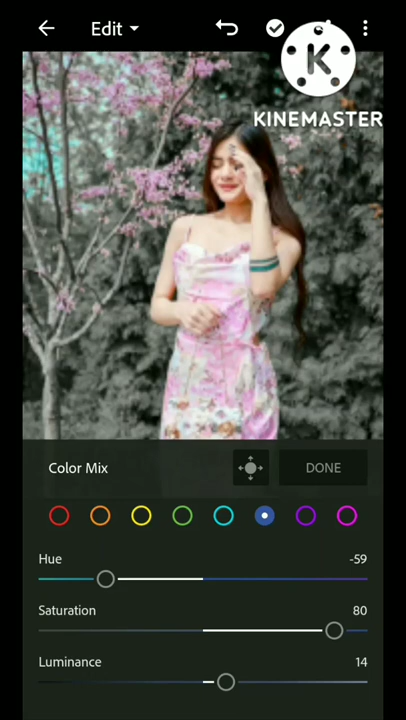 Edit
K
KINEMASTER
Color Mix
DONE
Hue
-59
Saturation
80
Luminance
14